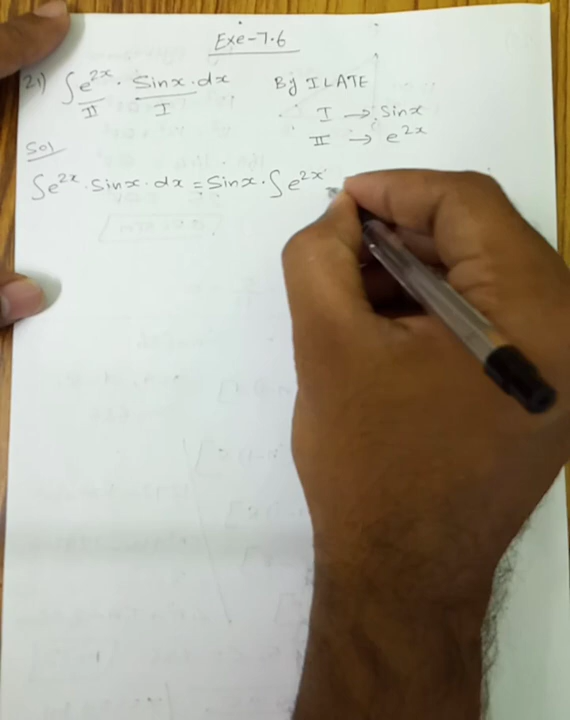 Exe-7.6
21) ∫e^{2x} · Sinx · dx By ILATE
II I I → Sinx
II → e^{2x}
Sol
∫e^{2x} · Sinx · dx = Sinx · ∫e^{2x}